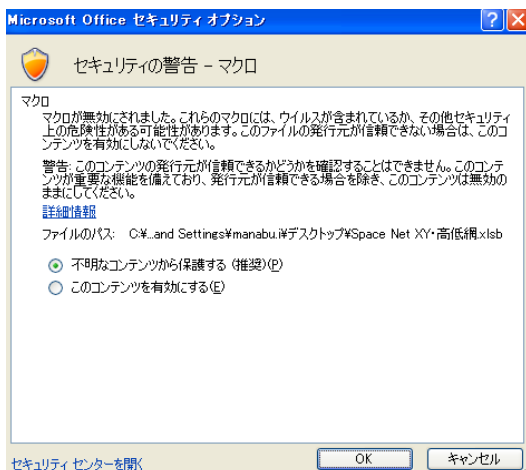 Microsoft Office セキュリティ オプション
セキュリティの警告 - マクロ
マクロ
マクロが無効にされました。これらのマクロには、ウイルスが含まれているか、その他セキュリティ
上の危険性がある可能性があります。このファイルの発行元が信頼できない場合は、このコ
ンテンツを有効にしないでください。
警告: このコンテンツの発行元が信頼できるかどうかを確認することはできません。このコンテ
ンツが重要な機能を備えており、発行元が信頼できる場合を除き、このコンテンツは無効の
ままにしてください。
詳細情報
ファイルのパス: C:¥...and Settings¥manabu.i¥デスクトップ¥Space Net XY・高低網.xlsb
不明なコンテンツから保護する (推奨)(P)
このコンテンツを有効にする(E)
セキュリティ センターを開く
OK
キャンセル